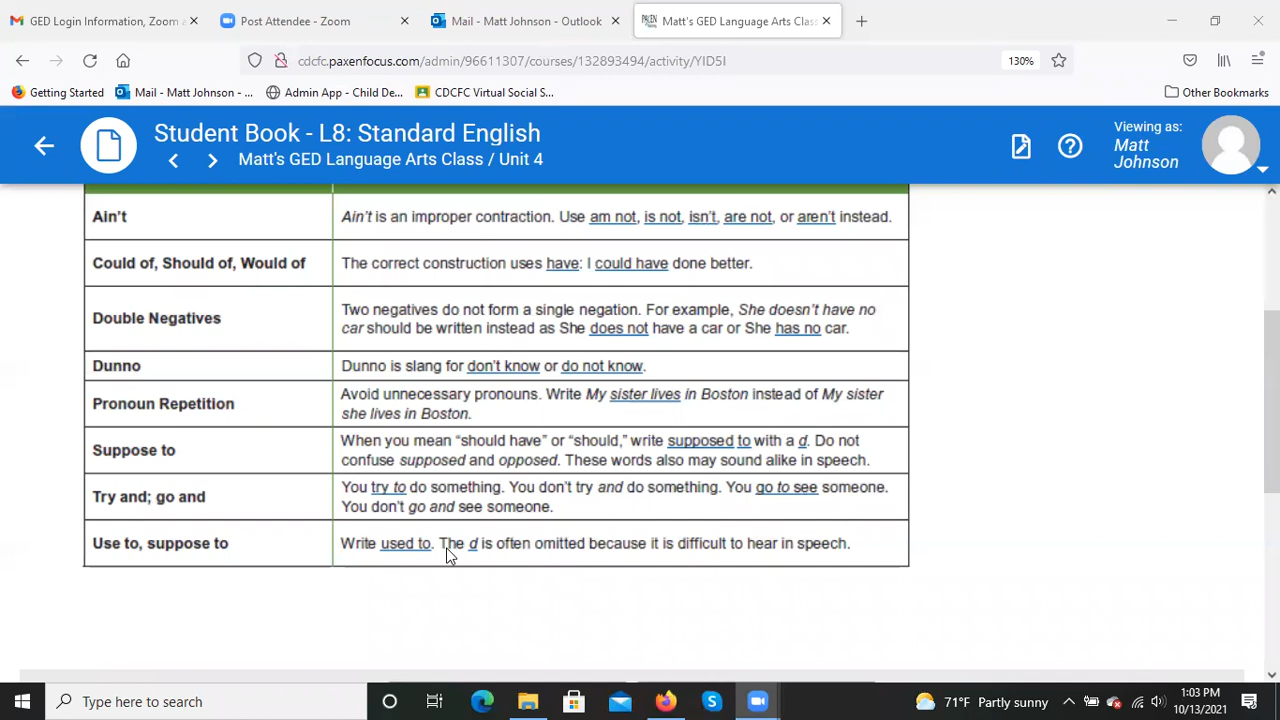 GED Login Information, Zoom a
Post Attendee - Zoom
Mail - Matt Johnson - Outlook
PAXEN
Matt's GED Language Arts Class
cdcfc.paxenfocus.com/admin/96611307/courses/132893494/activity/YID5I
130%
Getting Started
Mail - Matt Johnson - ...
Admin App - Child De...
CDCFC Virtual Social S...
Other Bookmarks
Student Book - L8: Standard English
Matt's GED Language Arts Class / Unit 4
Viewing as:
Matt
Johnson
Ain't
Ain't is an improper contraction. Use am not, is not, isn't, are not, or aren't instead.
Could of, Should of, Would of
The correct construction uses have: I could have done better.
Double Negatives
Two negatives do not form a single negation. For example, She doesn't have no
car should be written instead as She does not have a car or She has no car.
Dunno
Dunno is slang for don't know or do not know.
Pronoun Repetition
Avoid unnecessary pronouns. Write My sister lives in Boston instead of My sister
she lives in Boston.
Suppose to
When you mean “should have” or “should,” write supposed to with a d. Do not
confuse supposed and opposed. These words also may sound alike in speech.
Try and; go and
You try to do something. You don't try and do something. You go to see someone.
You don't go and see someone.
Use to, suppose to
Write used to. The d is often omitted because it is difficult to hear in speech.
Type here to search
71°F Partly sunny
1:03 PM
10/13/2021